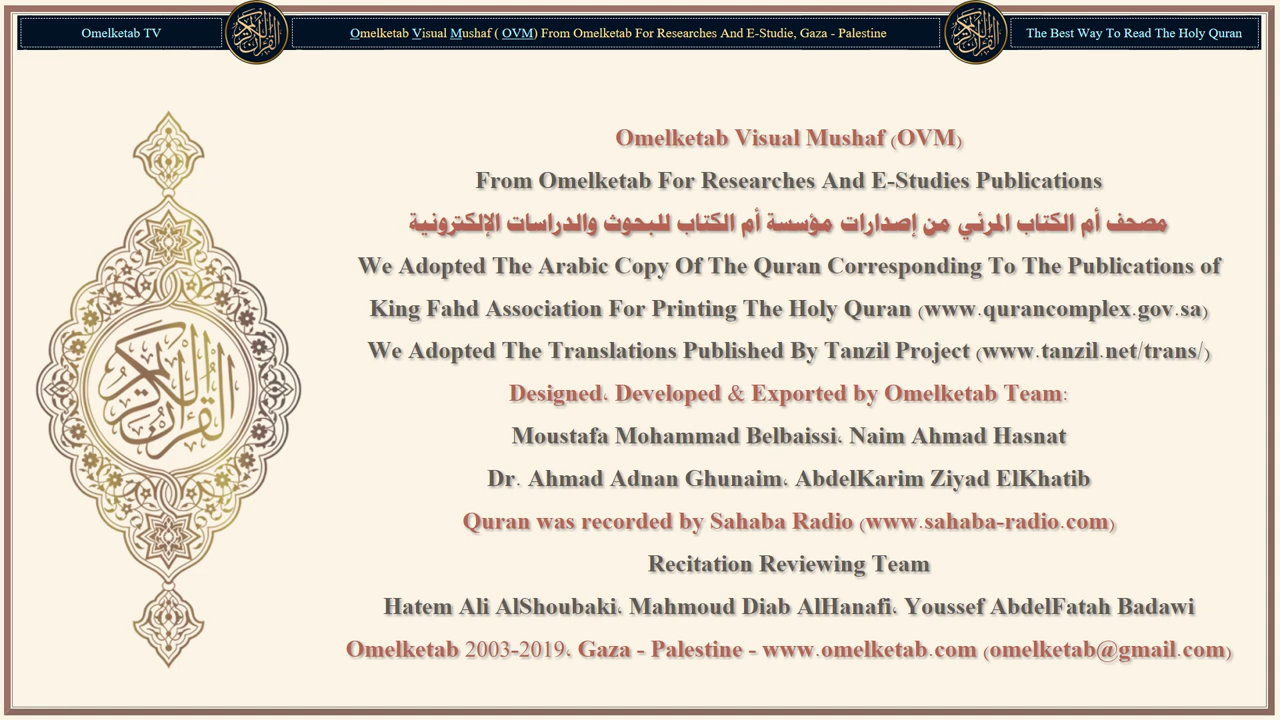 Omelketab TV
Omelketab Visual Mushaf ( OVM) From Omelketab For Researches And E-Studie, Gaza - Palestine
The Best Way To Read The Holy Quran
القرآن الكريم
Omelketab Visual Mushaf (OVM)
From Omelketab For Researches And E-Studies Publications
مصحف أم الكتاب المرئي من إصدارات مؤسسة أم الكتاب للبحوث والدراسات الإلكترونية
We Adopted The Arabic Copy Of The Quran Corresponding To The Publications of
King Fahd Association For Printing The Holy Quran (www.qurancomplex.gov.sa)
We Adopted The Translations Published By Tanzil Project (www.tanzil.net/trans/)
Designed، Developed & Exported by Omelketab Team:
Moustafa Mohammad Belbaissi، Naim Ahmad Hasnat
Dr. Ahmad Adnan Ghunaim، AbdelKarim Ziyad ElKhatib
Quran was recorded by Sahaba Radio (www.sahaba-radio.com)
Recitation Reviewing Team
Hatem Ali AlShoubaki، Mahmoud Diab AlHanafi، Youssef AbdelFatah Badawi
Omelketab 2003-2019، Gaza - Palestine - www.omelketab.com (omelketab@gmail.com)